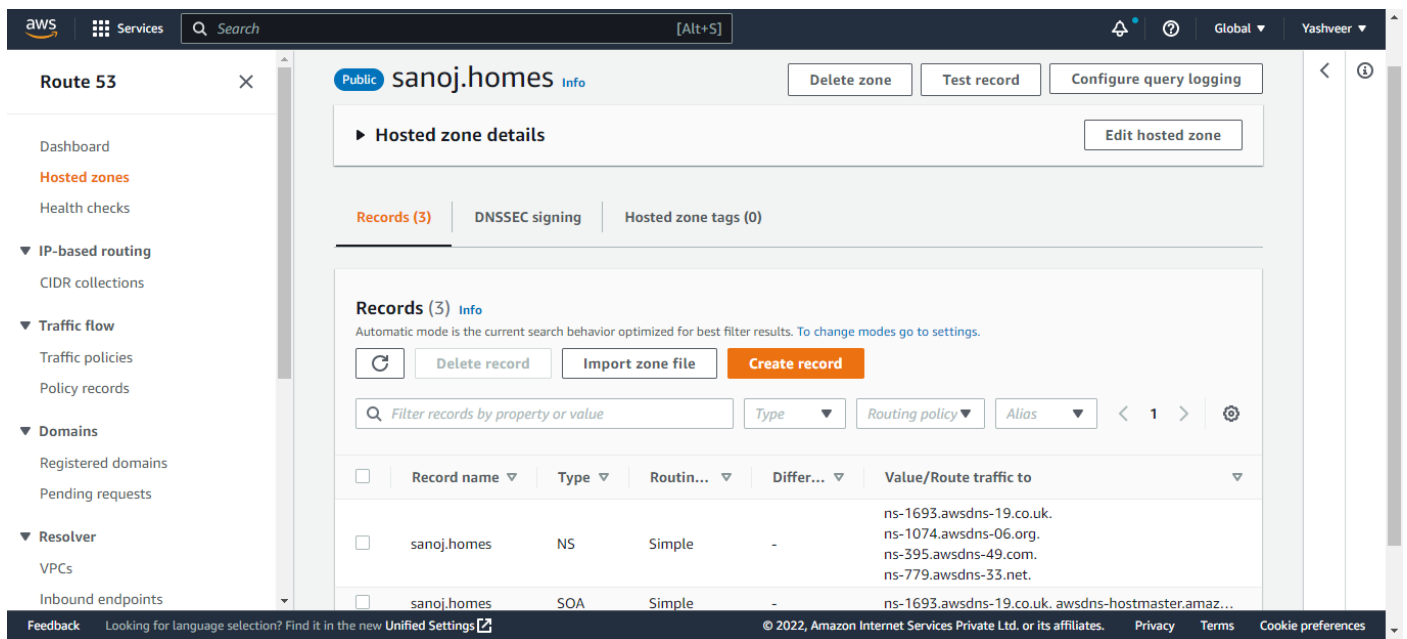 aws Services Search [Alt+S] Global Yashveer
Route 53
Dashboard
Hosted zones
Health checks
IP-based routing
CIDR collections
Traffic flow
Traffic policies
Policy records
Domains
Registered domains
Pending requests
Resolver
VPCs
Inbound endpoints
Public sanoj.homes Info Delete zone Test record Configure query logging
Hosted zone details Edit hosted zone
Records (3) DNSSEC signing Hosted zone tags (0)
Records (3) Info
Automatic mode is the current search behavior optimized for best filter results. To change modes go to settings.
Delete record Import zone file Create record
Filter records by property or value Type Routing policy Alias 1
Record name Type Routin... Differ... Value/Route traffic to
sanoj.homes NS Simple - ns-1693.awsdns-19.co.uk.
ns-1074.awsdns-06.org.
ns-395.awsdns-49.com.
ns-779.awsdns-33.net.
sanoj.homes SOA Simple - ns-1693.awsdns-19.co.uk. awsdns-hostmaster.amaz...
Feedback Looking for language selection? Find it in the new Unified Settings © 2022, Amazon Internet Services Private Ltd. or its affiliates. Privacy Terms Cookie preferences